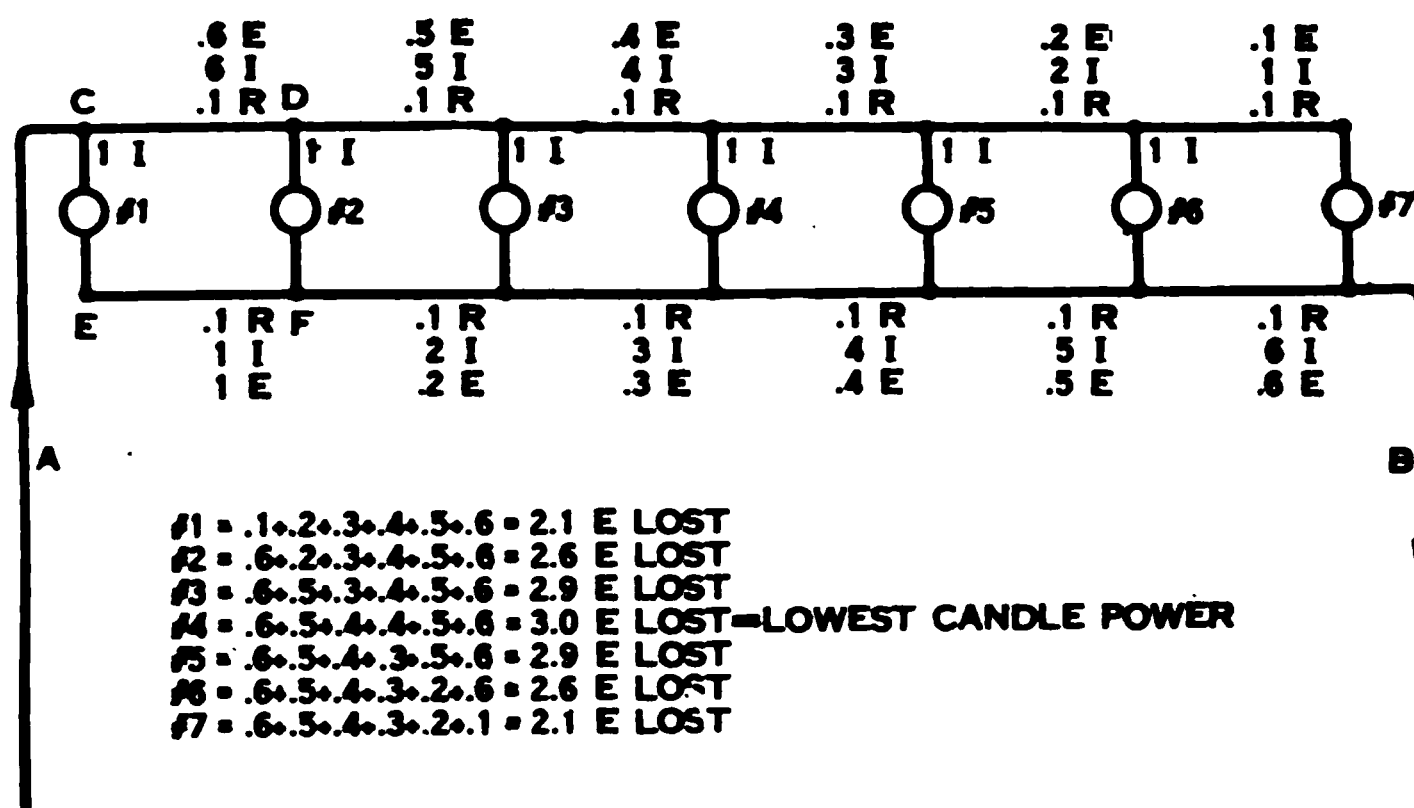 .6 E .5 E .4 E .3 E .2 E .1 E
6 I 5 I 4 I 3 I 2 I 1 I
C .1 R D .1 R .1 R .1 R .1 R .1 R
1 I 1 I 1 I 1 I 1 I 1 I
#1 #2 #3 #4 #5 #6 #7
E .1 R F .1 R .1 R .1 R .1 R .1 R
1 I 2 I 3 I 4 I 5 I 6 I
1 E .2 E .3 E .4 E .5 E .6 E
A B
#1 = .1+.2+.3+.4+.5+.6 = 2.1 E LOST
#2 = .6+.2+.3+.4+.5+.6 = 2.6 E LOST
#3 = .6+.5+.3+.4+.5+.6 = 2.9 E LOST
#4 = .6+.5+.4+.4+.5+.6 = 3.0 E LOST=LOWEST CANDLE POWER
#5 = .6+.5+.4+.3+.5+.6 = 2.9 E LOST
#6 = .6+.5+.4+.3+.2+.6 = 2.6 E LOST
#7 = .6+.5+.4+.3+.2+.1 = 2.1 E LOST